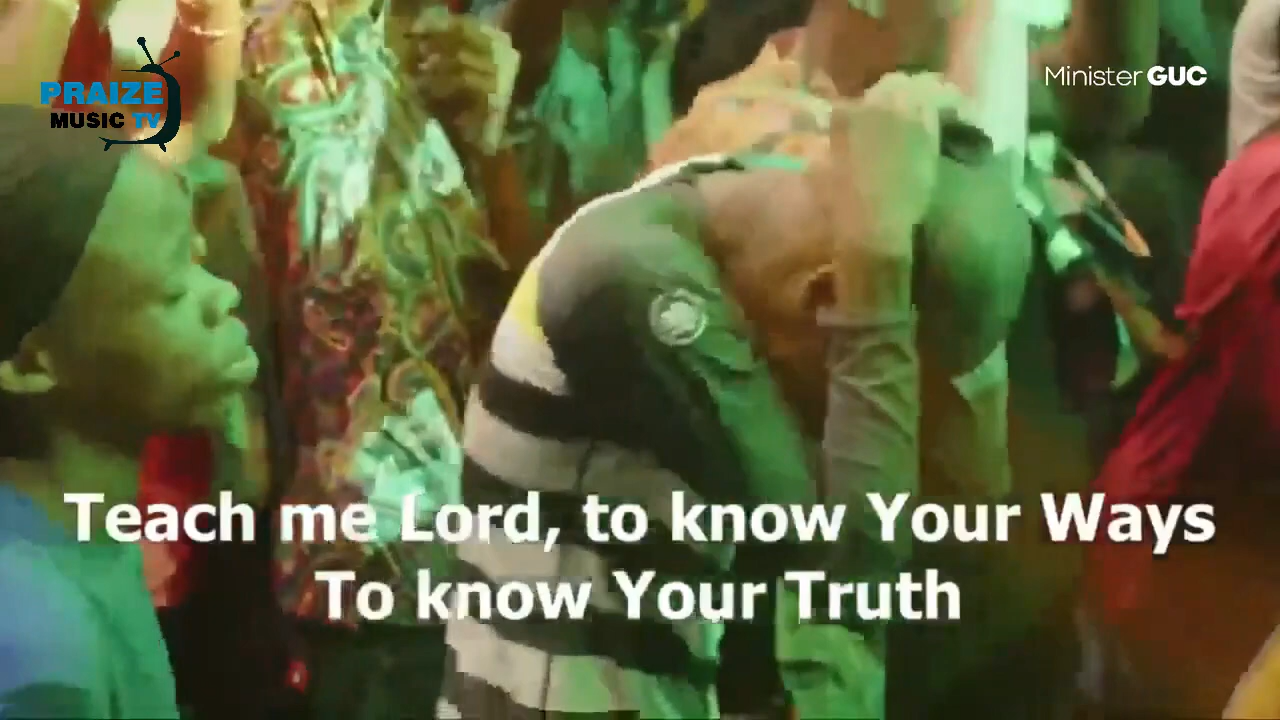 PRAIZE
MUSIC TV
Minister GUC
Teach me Lord, to know Your Ways
To know Your Truth